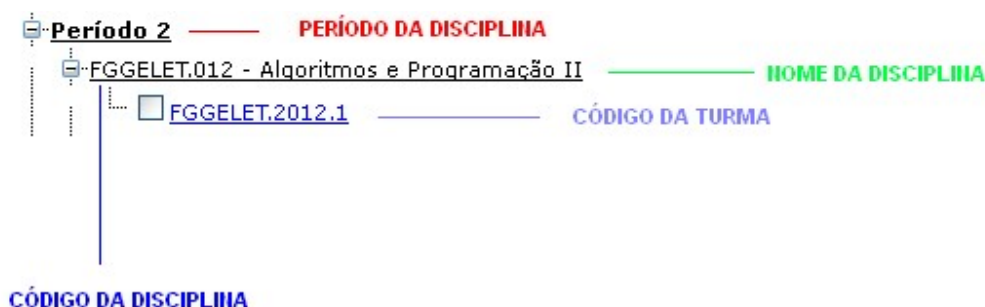 Período 2 PERÍODO DA DISCIPLINA
FGGELET.012 - Algoritmos e Programação II NOME DA DISCIPLINA
FGGELET.2012.1 CÓDIGO DA TURMA
CÓDIGO DA DISCIPLINA